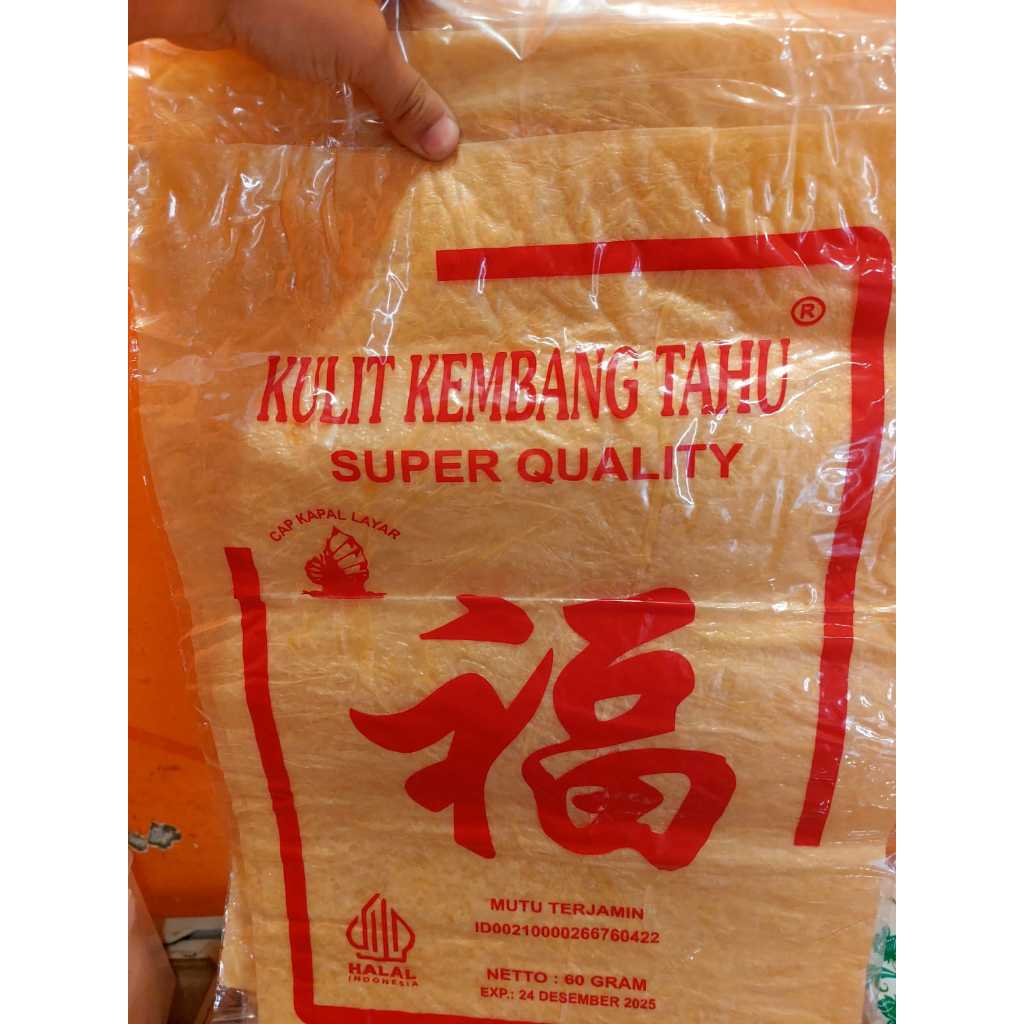 ®
KULIT KEMBANG TAHU
SUPER QUALITY
CAP KAPAL LAYAR
福
MUTU TERJAMIN
ID00210000266760422
HALAL
INDONESIA
NETTO : 60 GRAM
EXP.: 24 DESEMBER 2025